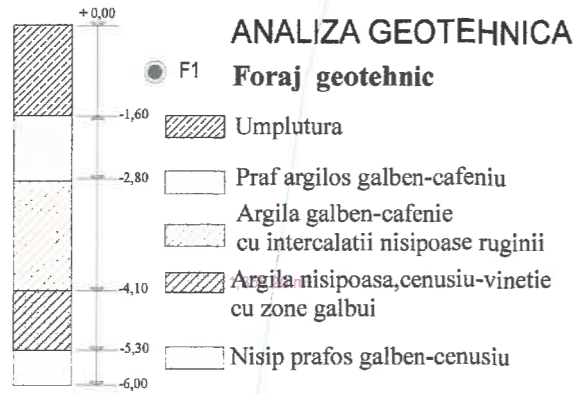 + 0,00
ANALIZA GEOTEHNICA
F1 Foraj geotehnic
-1,60
Umplutura
-2,80
Praf argilos galben-cafeniu
Argila galben-cafenie
cu intercalatii nisipoase ruginii
-4,10
Argila nisipoasa,cenusiu-vinetie
cu zone galbui
-5,30
Nisip prafos galben-cenusiu
-6,00